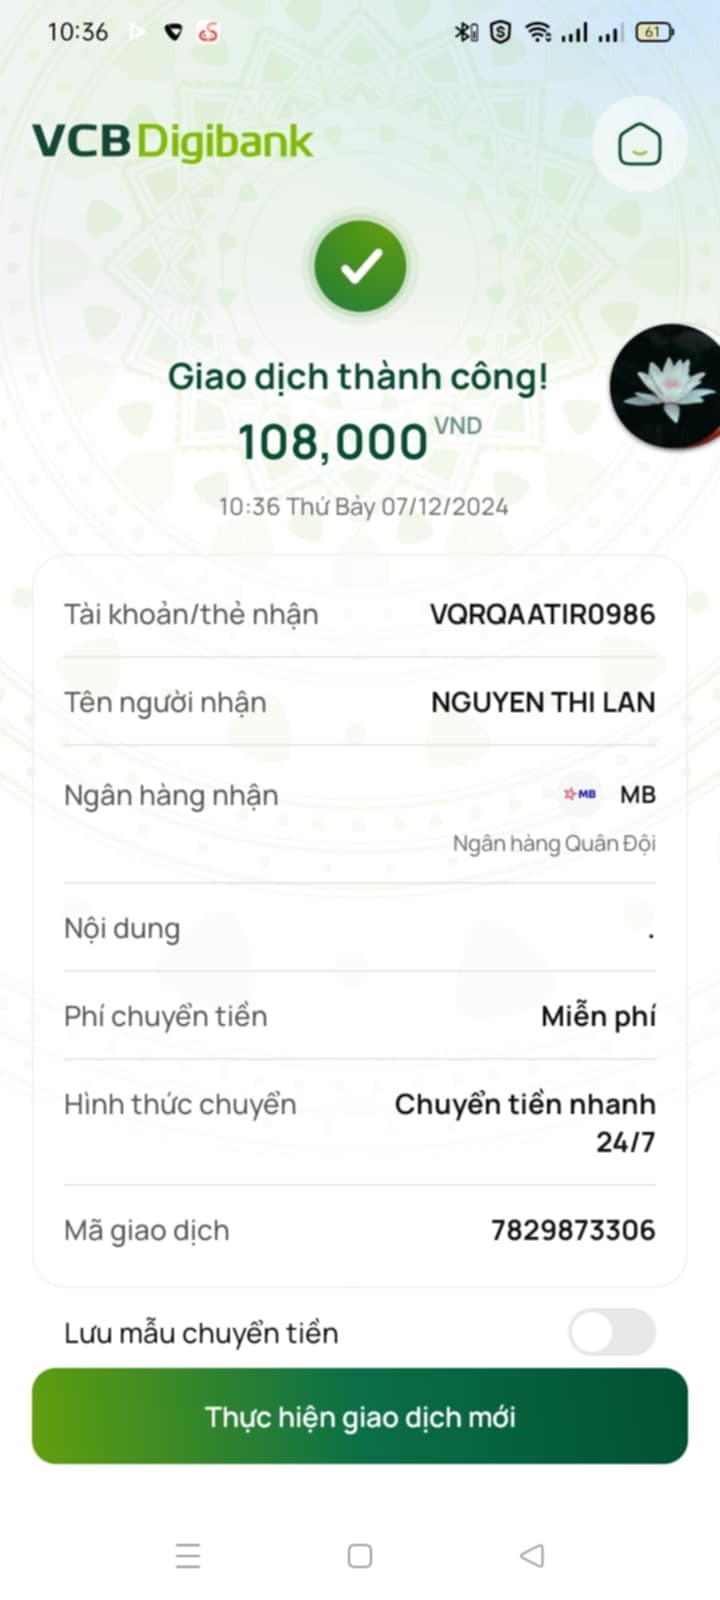 10:36
61
VCB Digibank
Giao dịch thành công!
108,000 VND
10:36 Thứ Bảy 07/12/2024
Tài khoản/thẻ nhận VQRQAATIR0986
Tên người nhận NGUYEN THI LAN
Ngân hàng nhận MB MB
Ngân hàng Quân Đội
Nội dung .
Phí chuyển tiền Miễn phí
Hình thức chuyển Chuyển tiền nhanh
24/7
Mã giao dịch 7829873306
Lưu mẫu chuyển tiền
Thực hiện giao dịch mới